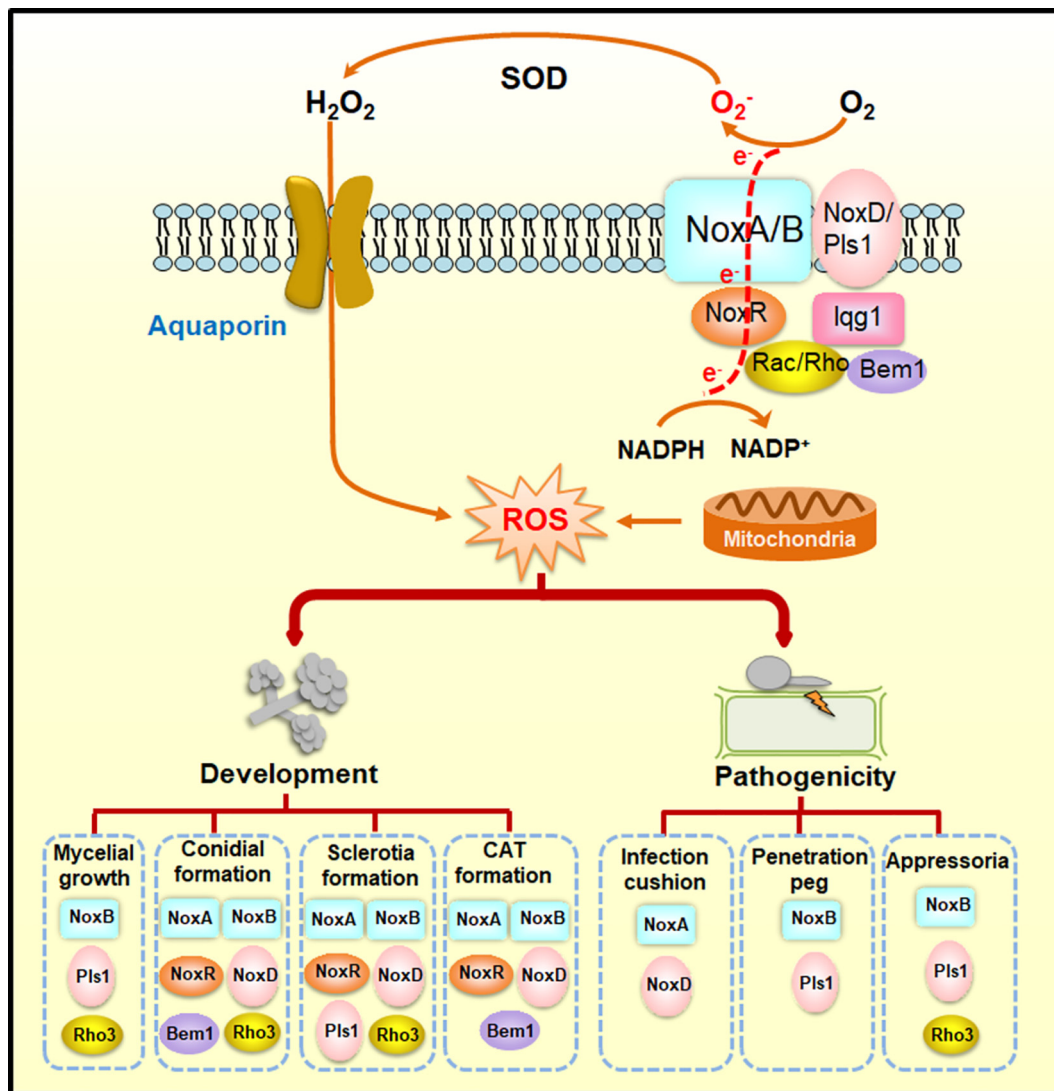 SOD
H₂O₂
O₂⁻
O₂
e⁻
NoxA/B
NoxD/
Pls1
e⁻
NoxR
Iqg1
Aquaporin
Rac/Rho
Bem1
e⁻
NADPH NADP⁺
ROS
Mitochondria
Development
Pathogenicity
Mycelial
growth
NoxB
Pls1
Rho3
Conidial
formation
NoxA NoxB
NoxR NoxD
Bem1 Rho3
Sclerotia
formation
NoxA NoxB
NoxR NoxD
Pls1 Rho3
CAT
formation
NoxA NoxB
NoxR NoxD
Bem1
Infection
cushion
NoxA
NoxD
Penetration
peg
NoxB
Pls1
Appressoria
NoxB
Pls1
Rho3